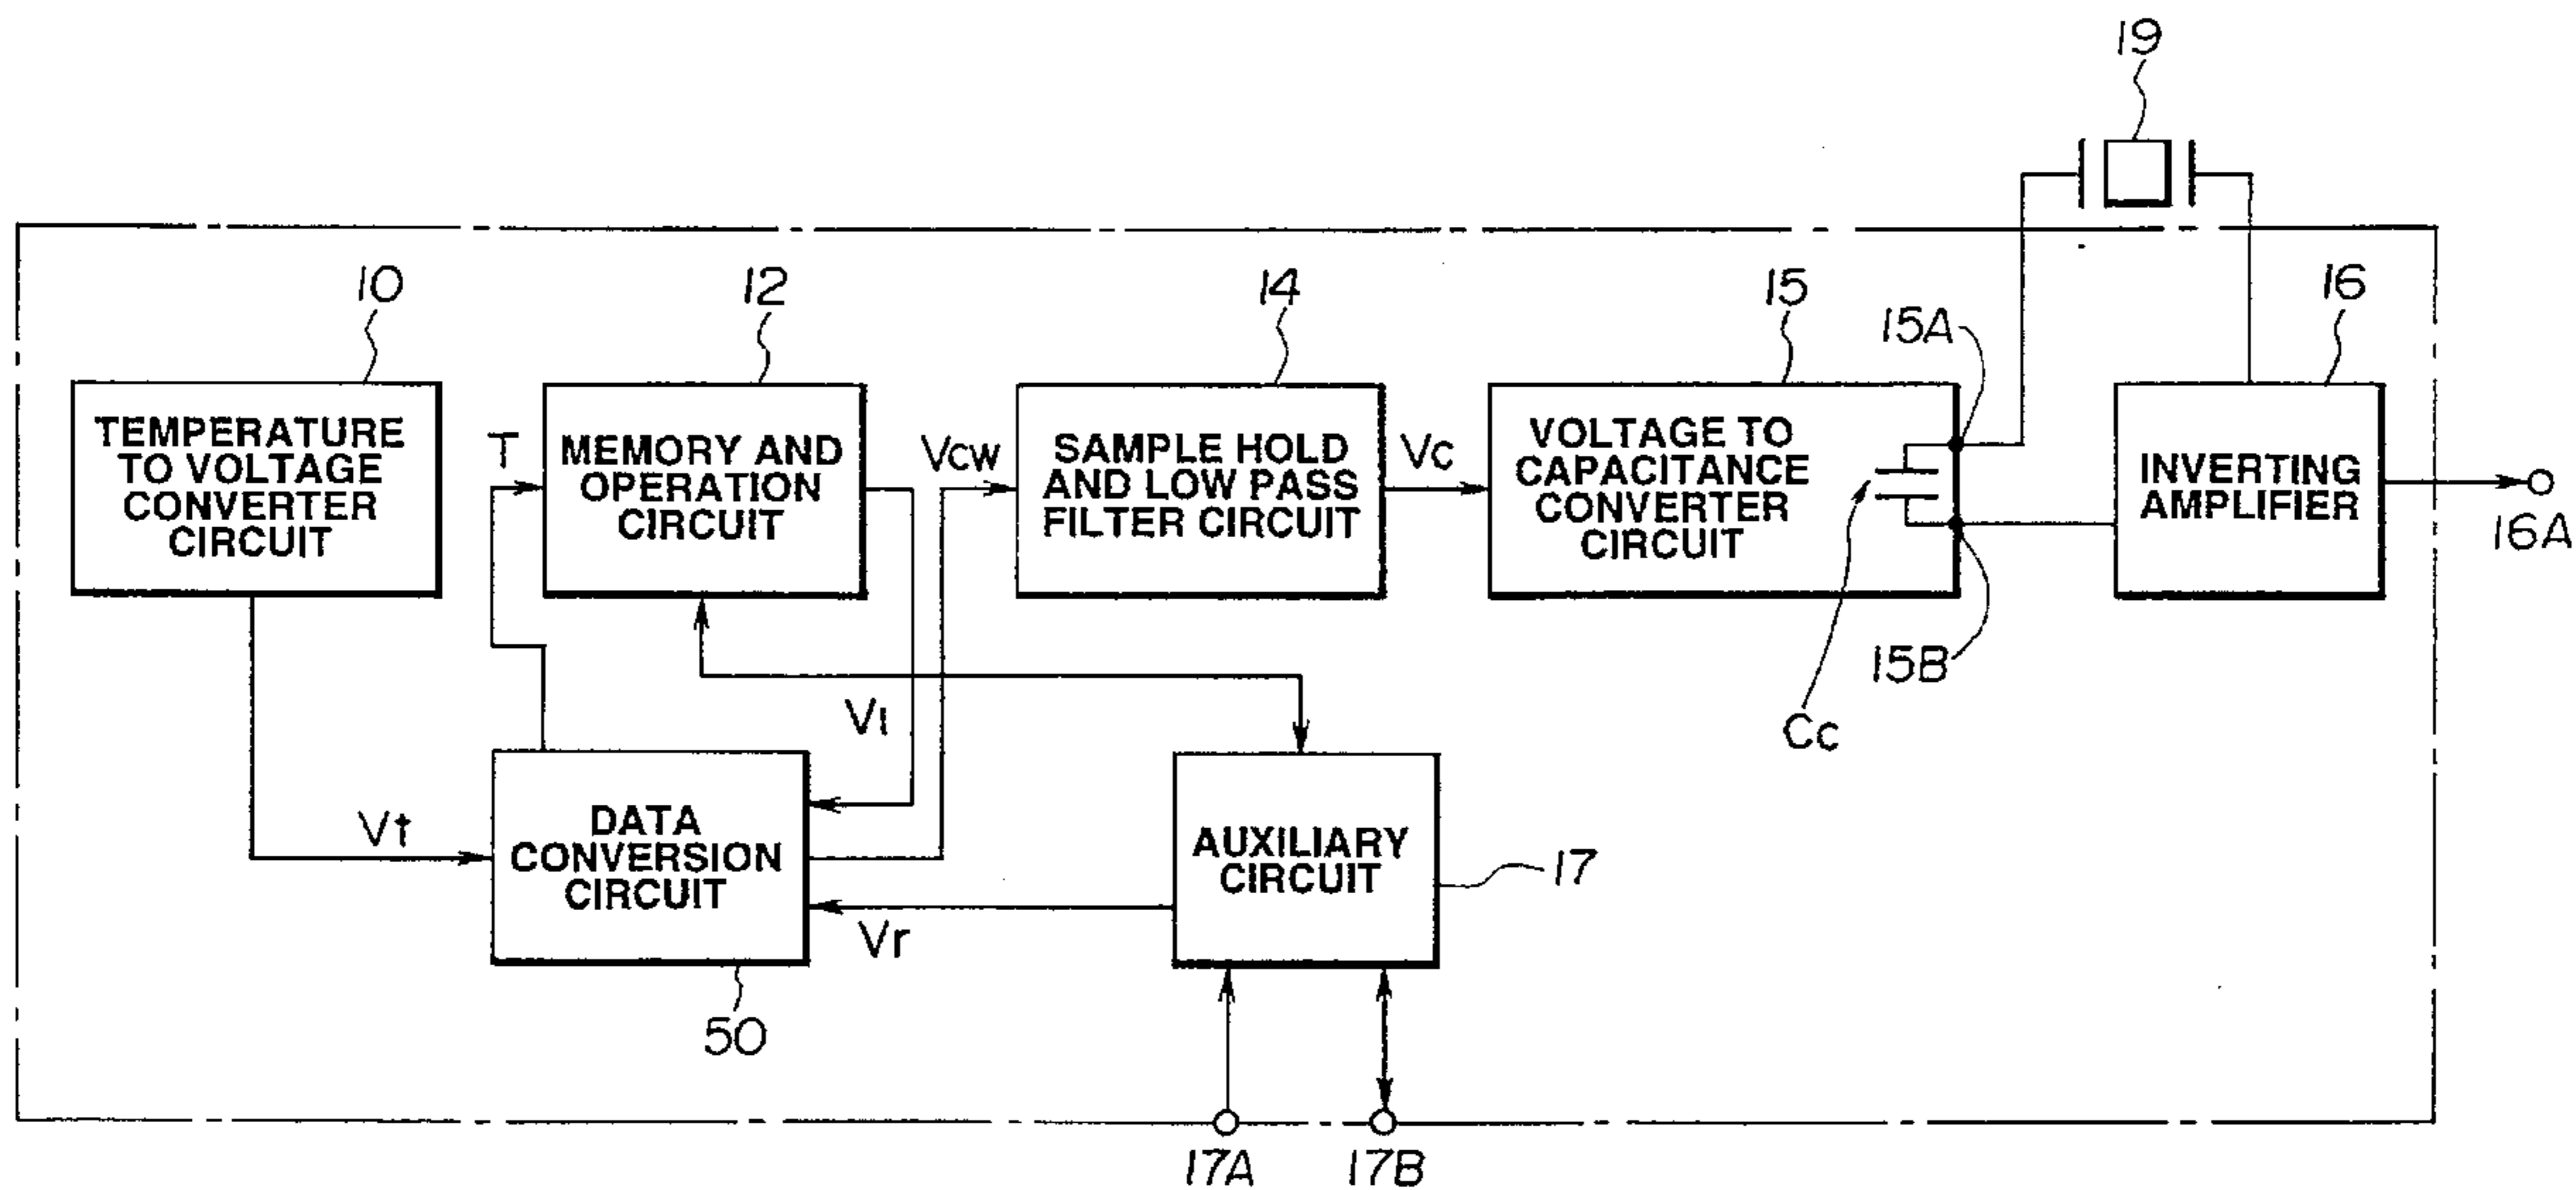 19
10
12
14
15
15A
16
TEMPERATURE
TO VOLTAGE
CONVERTER
CIRCUIT
T
MEMORY AND
OPERATION
CIRCUIT
Vcw
SAMPLE HOLD
AND LOW PASS
FILTER CIRCUIT
Vc
VOLTAGE TO
CAPACITANCE
CONVERTER
CIRCUIT
INVERTING
AMPLIFIER
16A
15B
Cc
Vi
Vt
DATA
CONVERSION
CIRCUIT
AUXILIARY
CIRCUIT
17
Vr
50
17A
17B